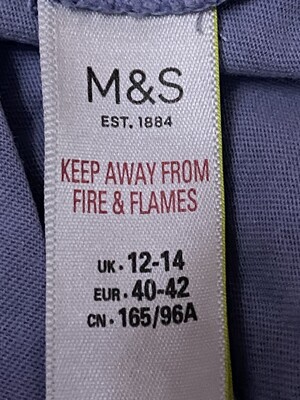 M&S
EST. 1884
KEEP AWAY FROM
FIRE & FLAMES
UK • 12-14
EUR • 40-42
CN • 165/96A